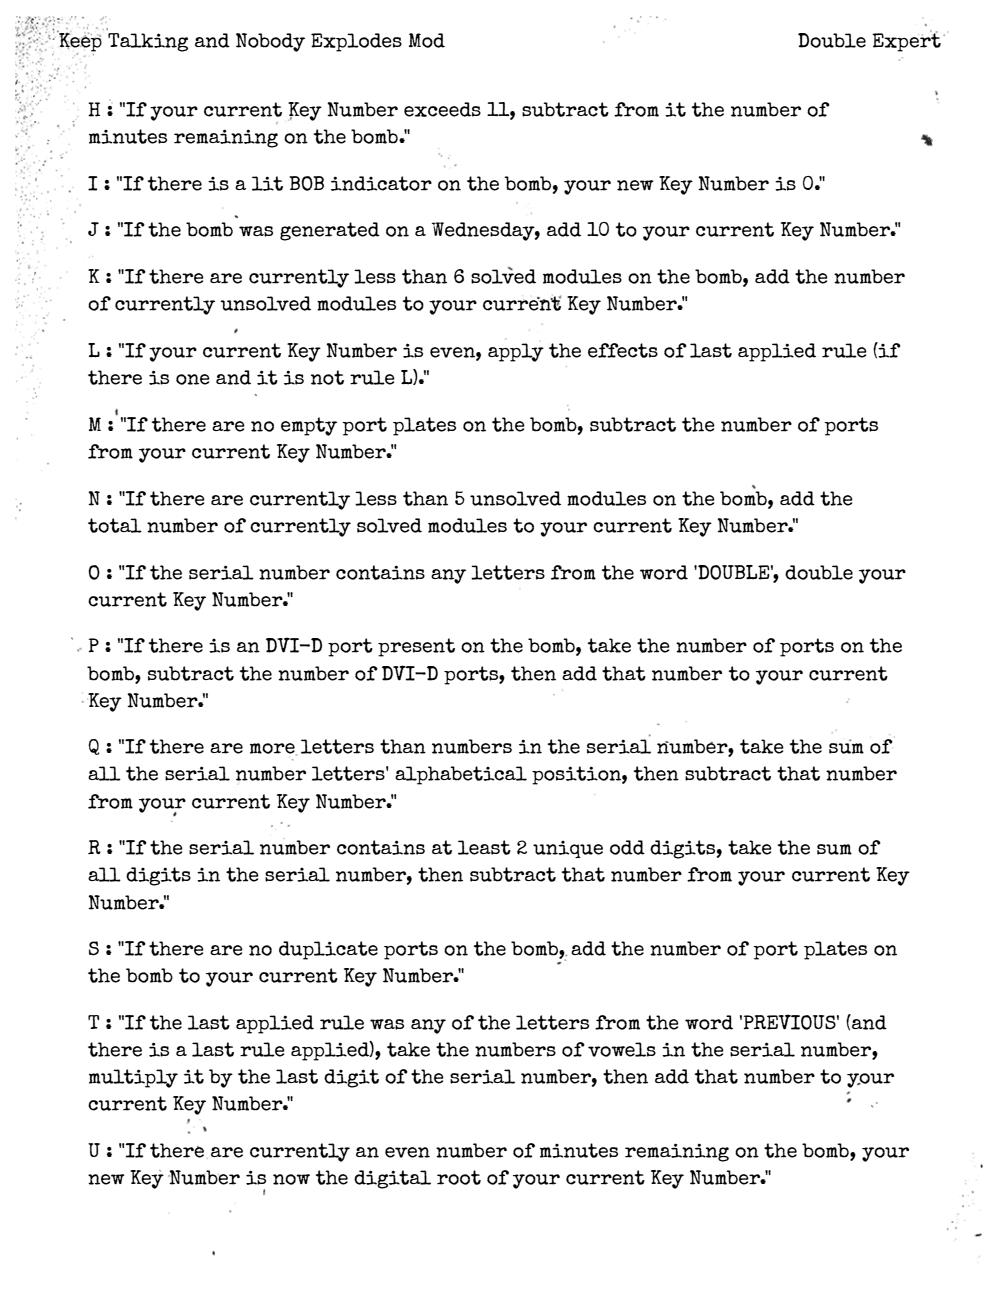 Keep Talking and Nobody Explodes Mod Double Expert
H : "If your current Key Number exceeds 11, subtract from it the number of
minutes remaining on the bomb."
I : "If there is a lit BOB indicator on the bomb, your new Key Number is 0."
J : "If the bomb was generated on a Wednesday, add 10 to your current Key Number."
K : "If there are currently less than 6 solved modules on the bomb, add the number
of currently unsolved modules to your current Key Number."
L : "If your current Key Number is even, apply the effects of last applied rule (if
there is one and it is not rule L)."
M : "If there are no empty port plates on the bomb, subtract the number of ports
from your current Key Number."
N : "If there are currently less than 5 unsolved modules on the bomb, add the
total number of currently solved modules to your current Key Number."
O : "If the serial number contains any letters from the word 'DOUBLE', double your
current Key Number."
P : "If there is an DVI-D port present on the bomb, take the number of ports on the
bomb, subtract the number of DVI-D ports, then add that number to your current
Key Number."
Q : "If there are more letters than numbers in the serial number, take the sum of
all the serial number letters' alphabetical position, then subtract that number
from your current Key Number."
R : "If the serial number contains at least 2 unique odd digits, take the sum of
all digits in the serial number, then subtract that number from your current Key
Number."
S : "If there are no duplicate ports on the bomb, add the number of port plates on
the bomb to your current Key Number."
T : "If the last applied rule was any of the letters from the word 'PREVIOUS' (and
there is a last rule applied), take the numbers of vowels in the serial number,
multiply it by the last digit of the serial number, then add that number to your
current Key Number."
U : "If there are currently an even number of minutes remaining on the bomb, your
new Key Number is now the digital root of your current Key Number."